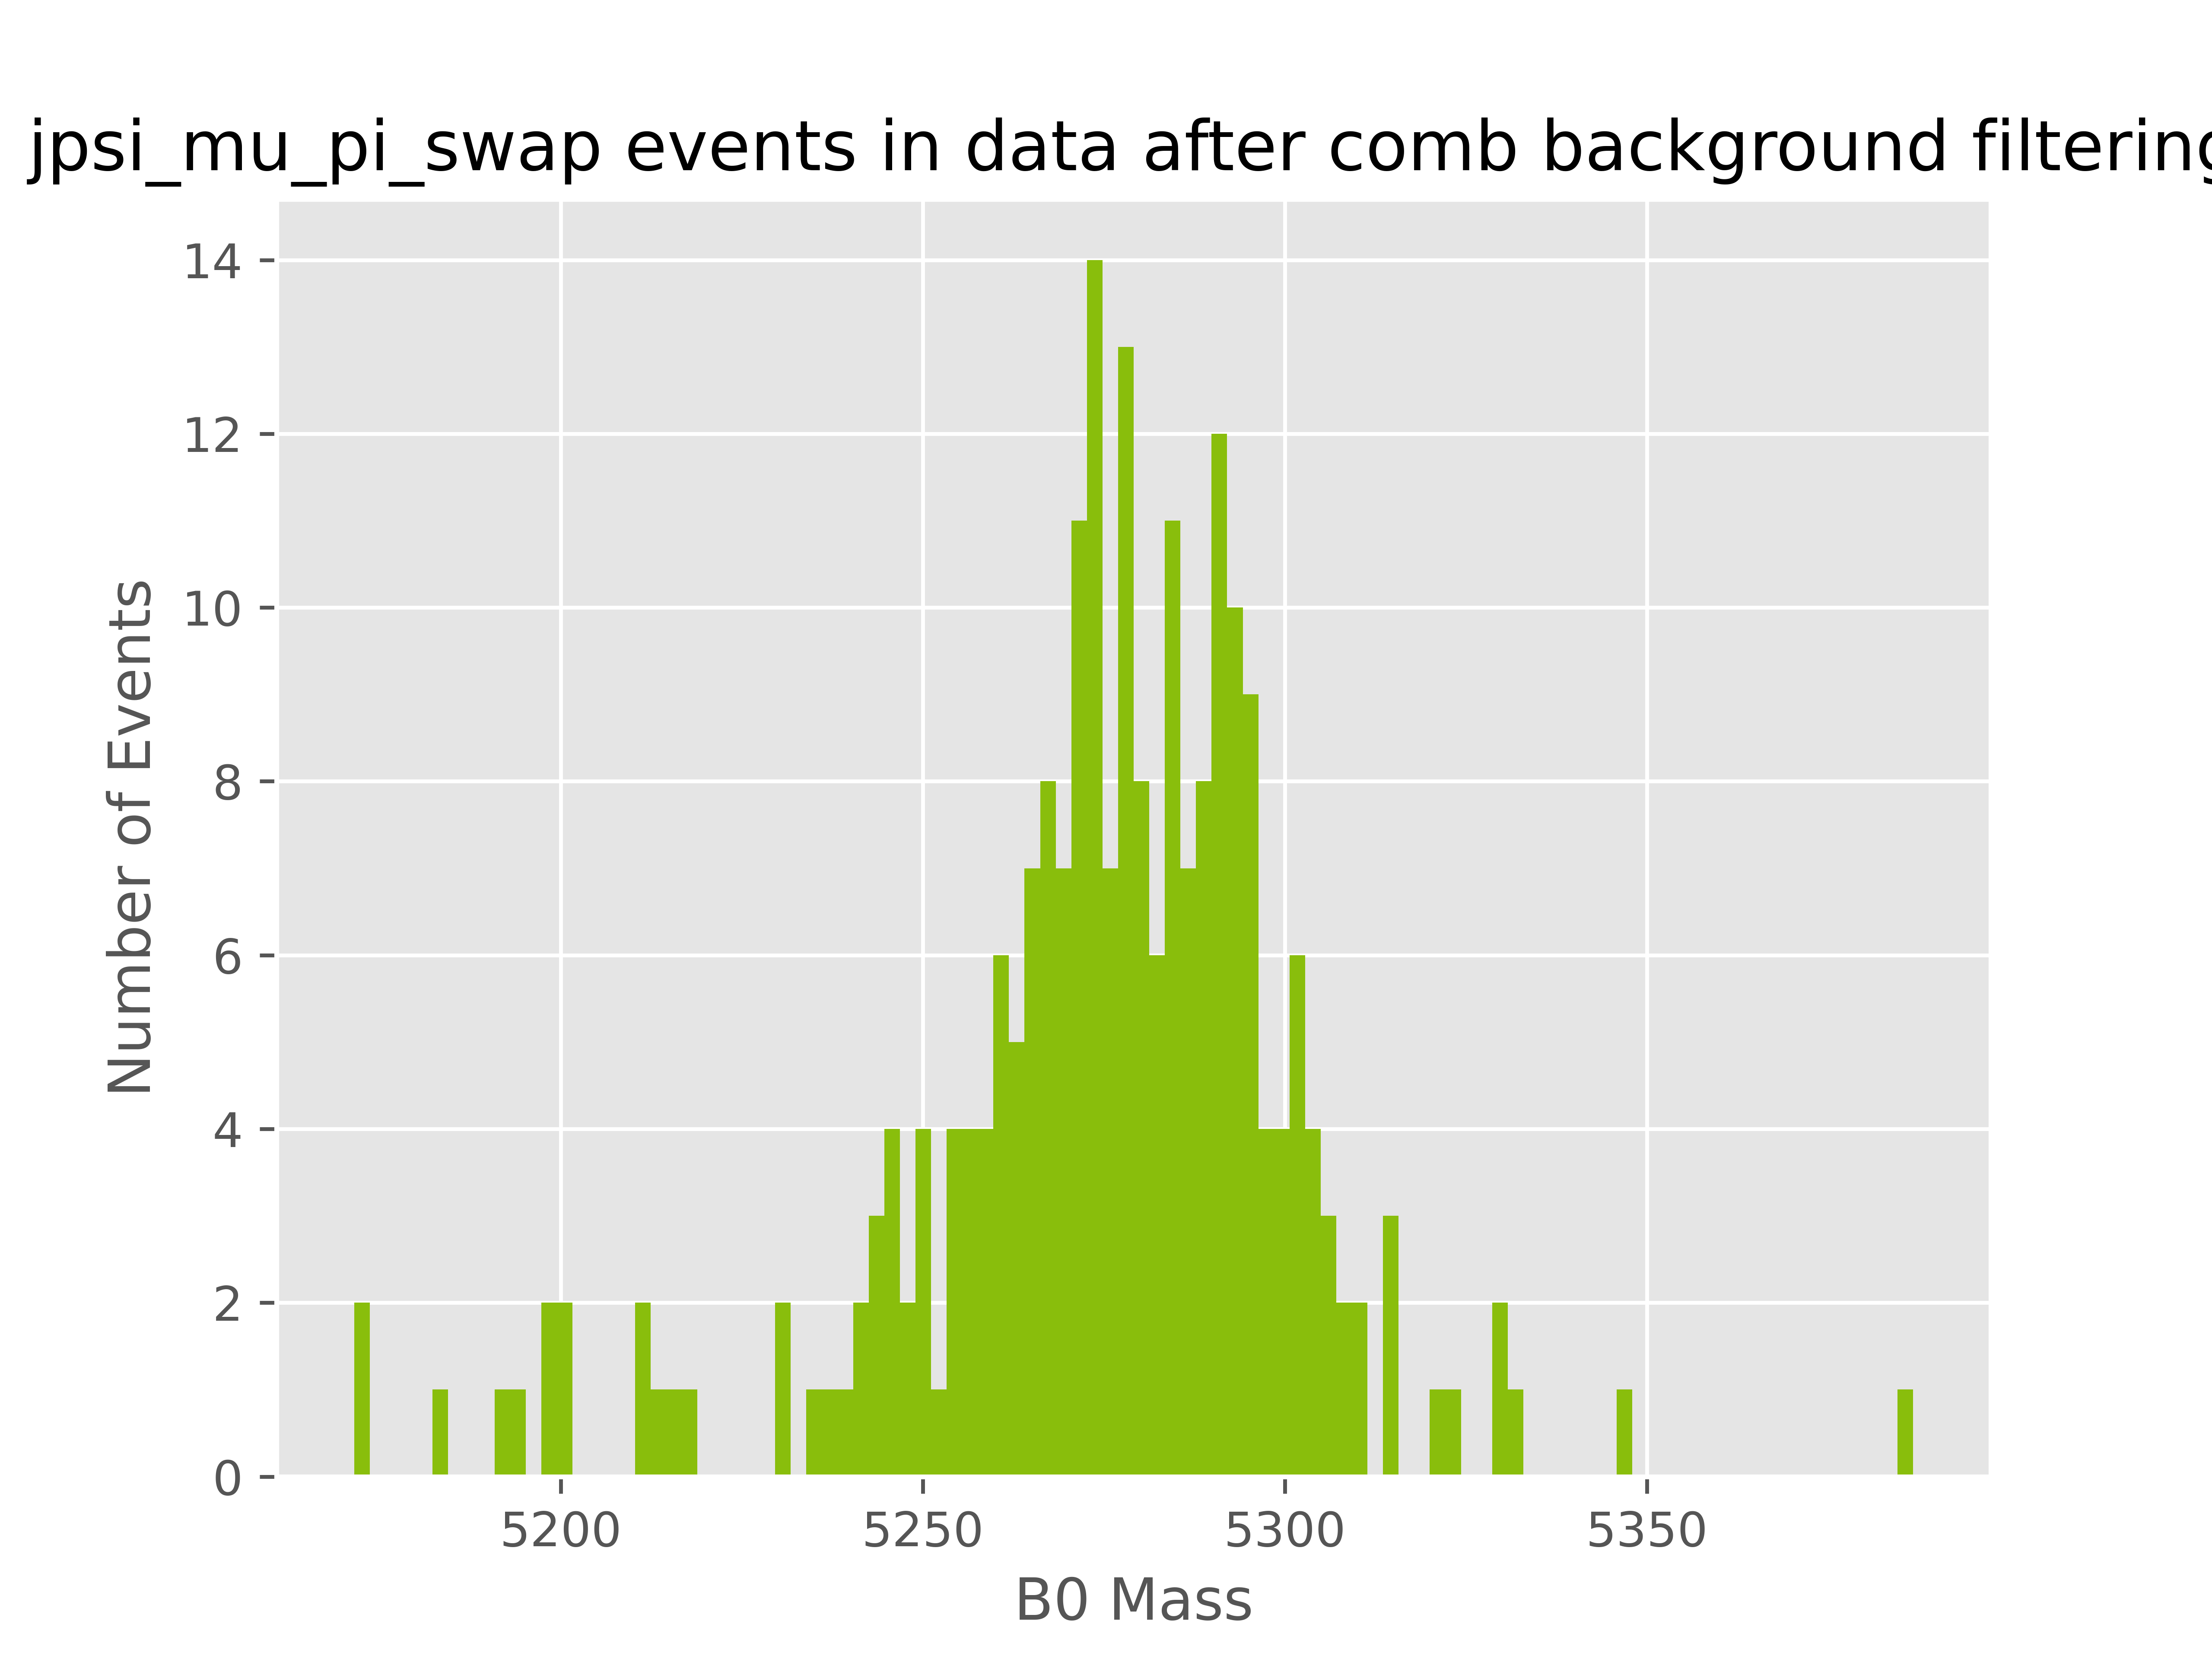 jpsi_mu_pi_swap events in data after comb background filtering
14
12
10
8
6
4
2
0
Number of Events
5200 5250 5300 5350
B0 Mass